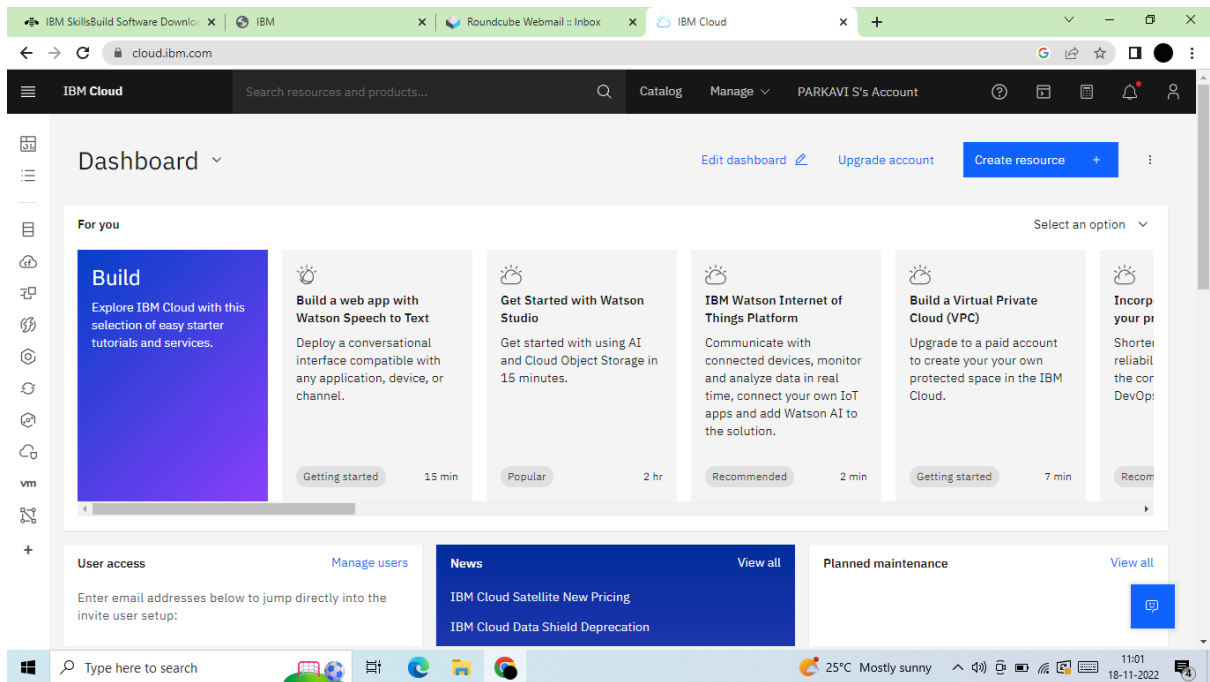 IBM SkillsBuild Software Downloa
IBM
Roundcube Webmail :: Inbox
IBM Cloud
cloud.ibm.com
IBM Cloud
Search resources and products...
Catalog
Manage
PARKAVI S's Account
Dashboard
Edit dashboard
Upgrade account
Create resource +
For you
Select an option
Build
Explore IBM Cloud with this
selection of easy starter
tutorials and services.
Build a web app with
Watson Speech to Text
Deploy a conversational
interface compatible with
any application, device, or
channel.
Getting started
15 min
Get Started with Watson
Studio
Get started with using AI
and Cloud Object Storage in
15 minutes.
Popular
2 hr
IBM Watson Internet of
Things Platform
Communicate with
connected devices, monitor
and analyze data in real
time, connect your own IoT
apps and add Watson AI to
the solution.
Recommended
2 min
Build a Virtual Private
Cloud (VPC)
Upgrade to a paid account
to create your your own
protected space in the IBM
Cloud.
Getting started
7 min
Incorp
your pr
Shorter
reliabil
the cor
DevOps
Recom
vm
User access
Manage users
Enter email addresses below to jump directly into the
invite user setup:
News
View all
IBM Cloud Satellite New Pricing
IBM Cloud Data Shield Deprecation
Planned maintenance
View all
Type here to search
25°C Mostly sunny
11:01
18-11-2022
4